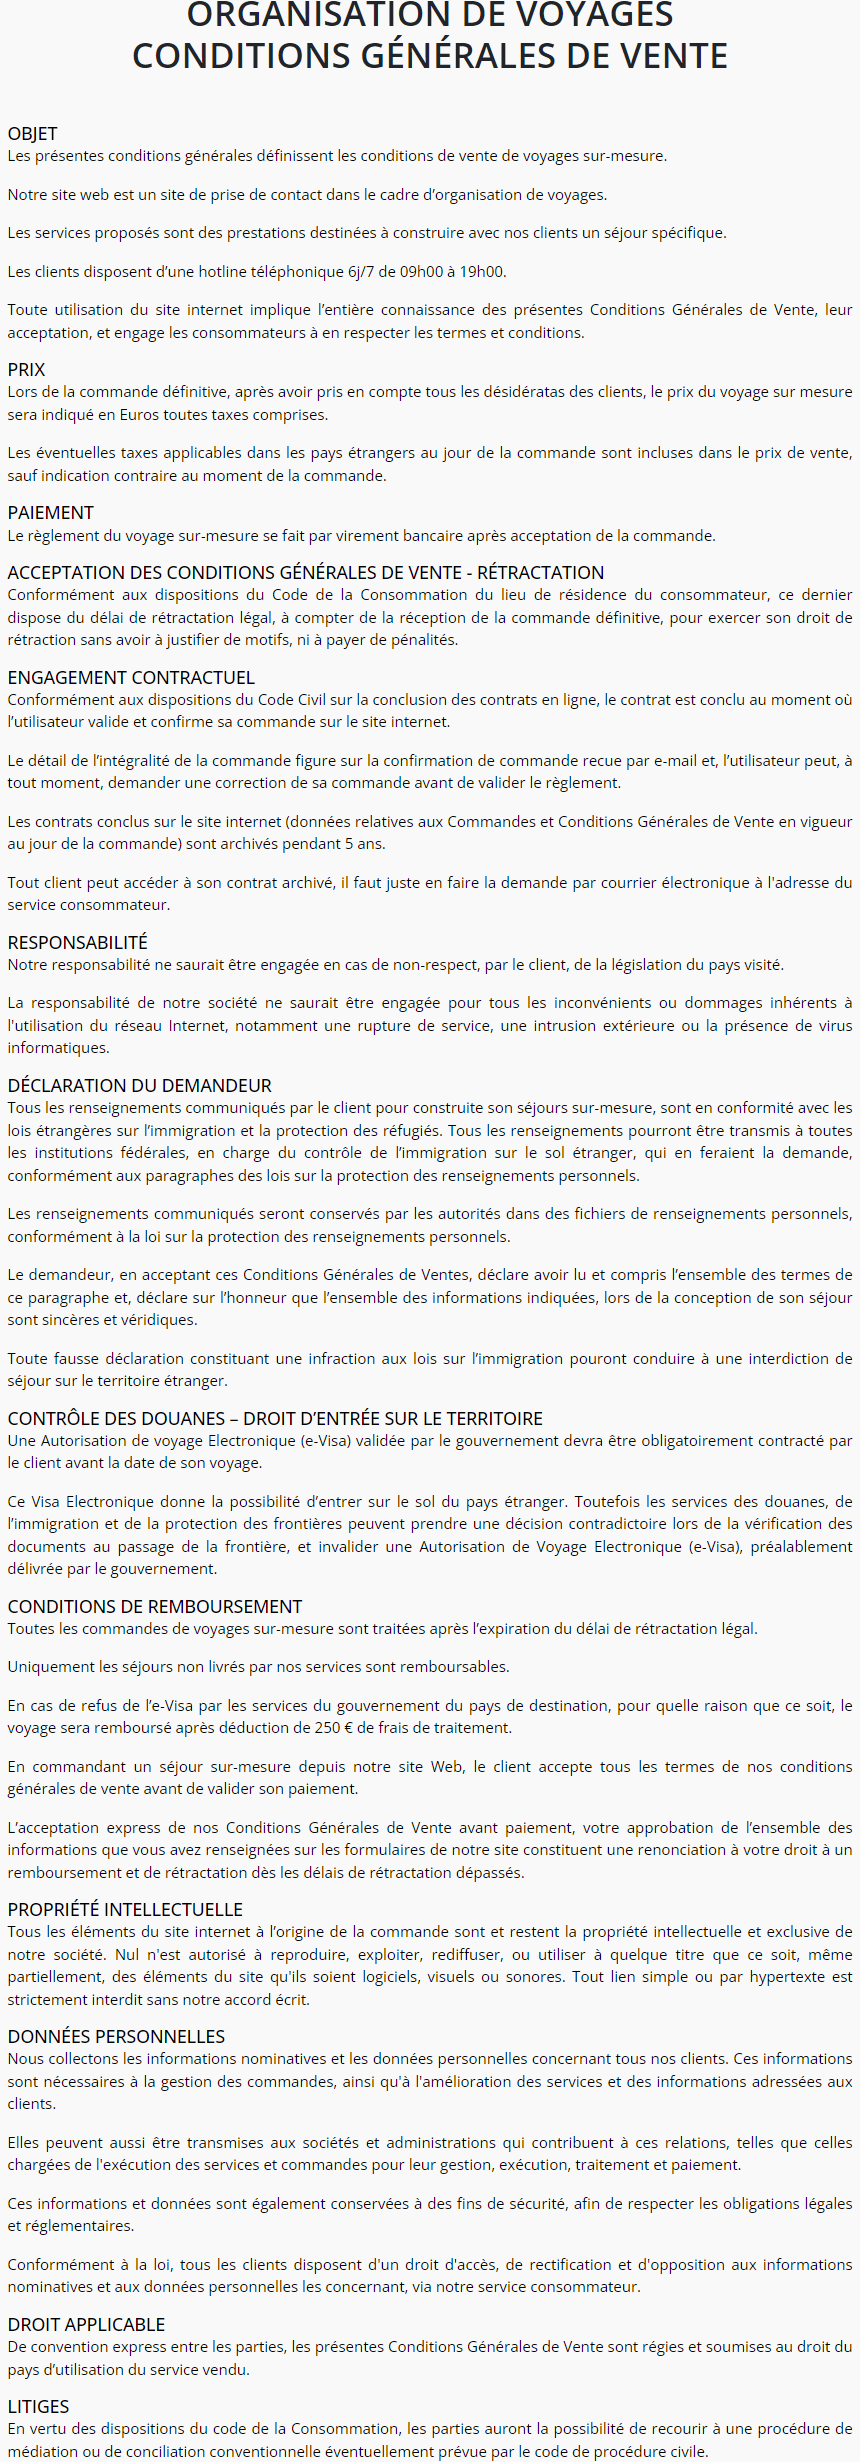 ORGANISATION DE VOYAGES
CONDITIONS GÉNÉRALES DE VENTE
OBJET
Les présentes conditions générales définissent les conditions de vente de voyages sur-mesure.
Notre site web est un site de prise de contact dans le cadre d’organisation de voyages.
Les services proposés sont des prestations destinées à construire avec nos clients un séjour spécifique.
Les clients disposent d’une hotline téléphonique 6j/7 de 09h00 à 19h00.
Toute utilisation du site internet implique l’entière connaissance des présentes Conditions Générales de Vente, leur
acceptation, et engage les consommateurs à en respecter les termes et conditions.
PRIX
Lors de la commande définitive, après avoir pris en compte tous les désidératas des clients, le prix du voyage sur mesure
sera indiqué en Euros toutes taxes comprises.
Les éventuelles taxes applicables dans les pays étrangers au jour de la commande sont incluses dans le prix de vente,
sauf indication contraire au moment de la commande.
PAIEMENT
Le règlement du voyage sur-mesure se fait par virement bancaire après acceptation de la commande.
ACCEPTATION DES CONDITIONS GÉNÉRALES DE VENTE - RÉTRACTATION
Conformément aux dispositions du Code de la Consommation du lieu de résidence du consommateur, ce dernier
dispose du délai de rétractation légal, à compter de la réception de la commande définitive, pour exercer son droit de
rétraction sans avoir à justifier de motifs, ni à payer de pénalités.
ENGAGEMENT CONTRACTUEL
Conformément aux dispositions du Code Civil sur la conclusion des contrats en ligne, le contrat est conclu au moment où
l’utilisateur valide et confirme sa commande sur le site internet.
Le détail de l’intégralité de la commande figure sur la confirmation de commande recue par e-mail et, l’utilisateur peut, à
tout moment, demander une correction de sa commande avant de valider le règlement.
Les contrats conclus sur le site internet (données relatives aux Commandes et Conditions Générales de Vente en vigueur
au jour de la commande) sont archivés pendant 5 ans.
Tout client peut accéder à son contrat archivé, il faut juste en faire la demande par courrier électronique à l'adresse du
service consommateur.
RESPONSABILITÉ
Notre responsabilité ne saurait être engagée en cas de non-respect, par le client, de la législation du pays visité.
La responsabilité de notre société ne saurait être engagée pour tous les inconvénients ou dommages inhérents à
l'utilisation du réseau Internet, notamment une rupture de service, une intrusion extérieure ou la présence de virus
informatiques.
DÉCLARATION DU DEMANDEUR
Tous les renseignements communiqués par le client pour construite son séjours sur-mesure, sont en conformité avec les
lois étrangères sur l’immigration et la protection des réfugiés. Tous les renseignements pourront être transmis à toutes
les institutions fédérales, en charge du contrôle de l’immigration sur le sol étranger, qui en feraient la demande,
conformément aux paragraphes des lois sur la protection des renseignements personnels.
Les renseignements communiqués seront conservés par les autorités dans des fichiers de renseignements personnels,
conformément à la loi sur la protection des renseignements personnels.
Le demandeur, en acceptant ces Conditions Générales de Ventes, déclare avoir lu et compris l’ensemble des termes de
ce paragraphe et, déclare sur l’honneur que l’ensemble des informations indiquées, lors de la conception de son séjour
sont sincères et véridiques.
Toute fausse déclaration constituant une infraction aux lois sur l’immigration pouront conduire à une interdiction de
séjour sur le territoire étranger.
CONTRÔLE DES DOUANES – DROIT D’ENTRÉE SUR LE TERRITOIRE
Une Autorisation de voyage Electronique (e-Visa) validée par le gouvernement devra être obligatoirement contracté par
le client avant la date de son voyage.
Ce Visa Electronique donne la possibilité d’entrer sur le sol du pays étranger. Toutefois les services des douanes, de
l’immigration et de la protection des frontières peuvent prendre une décision contradictoire lors de la vérification des
documents au passage de la frontière, et invalider une Autorisation de Voyage Electronique (e-Visa), préalablement
délivrée par le gouvernement.
CONDITIONS DE REMBOURSEMENT
Toutes les commandes de voyages sur-mesure sont traitées après l’expiration du délai de rétractation légal.
Uniquement les séjours non livrés par nos services sont remboursables.
En cas de refus de l’e-Visa par les services du gouvernement du pays de destination, pour quelle raison que ce soit, le
voyage sera remboursé après déduction de 250 € de frais de traitement.
En commandant un séjour sur-mesure depuis notre site Web, le client accepte tous les termes de nos conditions
générales de vente avant de valider son paiement.
L’acceptation express de nos Conditions Générales de Vente avant paiement, votre approbation de l’ensemble des
informations que vous avez renseignées sur les formulaires de notre site constituent une renonciation à votre droit à un
remboursement et de rétractation dès les délais de rétractation dépassés.
PROPRIÉTÉ INTELLECTUELLE
Tous les éléments du site internet à l’origine de la commande sont et restent la propriété intellectuelle et exclusive de
notre société. Nul n'est autorisé à reproduire, exploiter, rediffuser, ou utiliser à quelque titre que ce soit, même
partiellement, des éléments du site qu'ils soient logiciels, visuels ou sonores. Tout lien simple ou par hypertexte est
strictement interdit sans notre accord écrit.
DONNÉES PERSONNELLES
Nous collectons les informations nominatives et les données personnelles concernant tous nos clients. Ces informations
sont nécessaires à la gestion des commandes, ainsi qu'à l'amélioration des services et des informations adressées aux
clients.
Elles peuvent aussi être transmises aux sociétés et administrations qui contribuent à ces relations, telles que celles
chargées de l'exécution des services et commandes pour leur gestion, exécution, traitement et paiement.
Ces informations et données sont également conservées à des fins de sécurité, afin de respecter les obligations légales
et réglementaires.
Conformément à la loi, tous les clients disposent d'un droit d'accès, de rectification et d'opposition aux informations
nominatives et aux données personnelles les concernant, via notre service consommateur.
DROIT APPLICABLE
De convention express entre les parties, les présentes Conditions Générales de Vente sont régies et soumises au droit du
pays d’utilisation du service vendu.
LITIGES
En vertu des dispositions du code de la Consommation, les parties auront la possibilité de recourir à une procédure de
médiation ou de conciliation conventionnelle éventuellement prévue par le code de procédure civile.